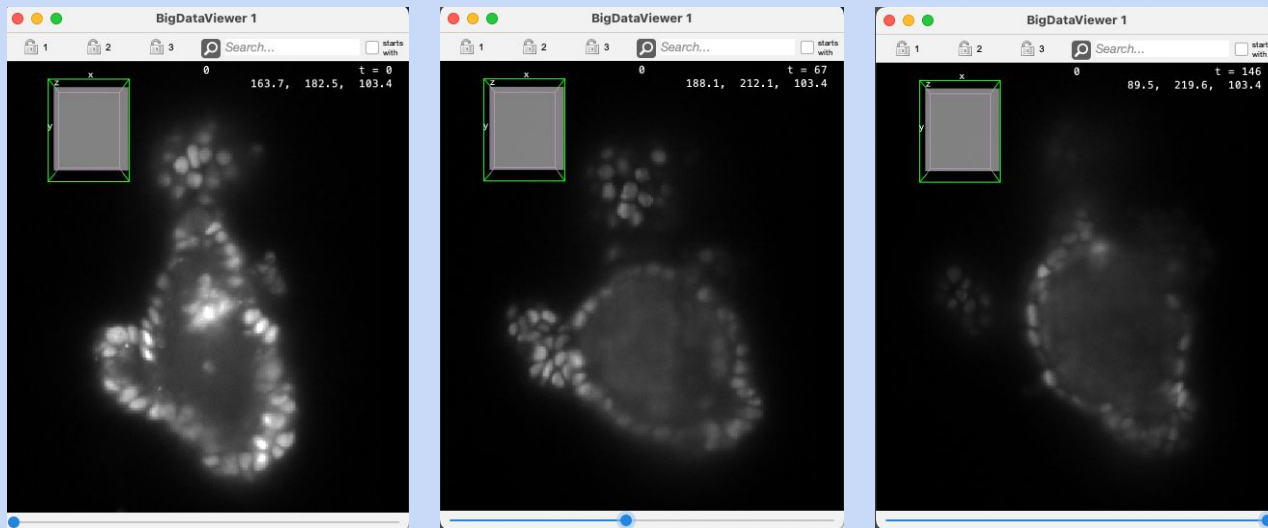 BigDataViewer 1
1 2 3 Search... starts with
0 t = 0
163.7, 182.5, 103.4
x
z
y
BigDataViewer 1
1 2 3 Search... starts with
0 t = 67
188.1, 212.1, 103.4
x
z
y
BigDataViewer 1
1 2 3 Search... starts with
0 t = 146
89.5, 219.6, 103.4
x
z
y